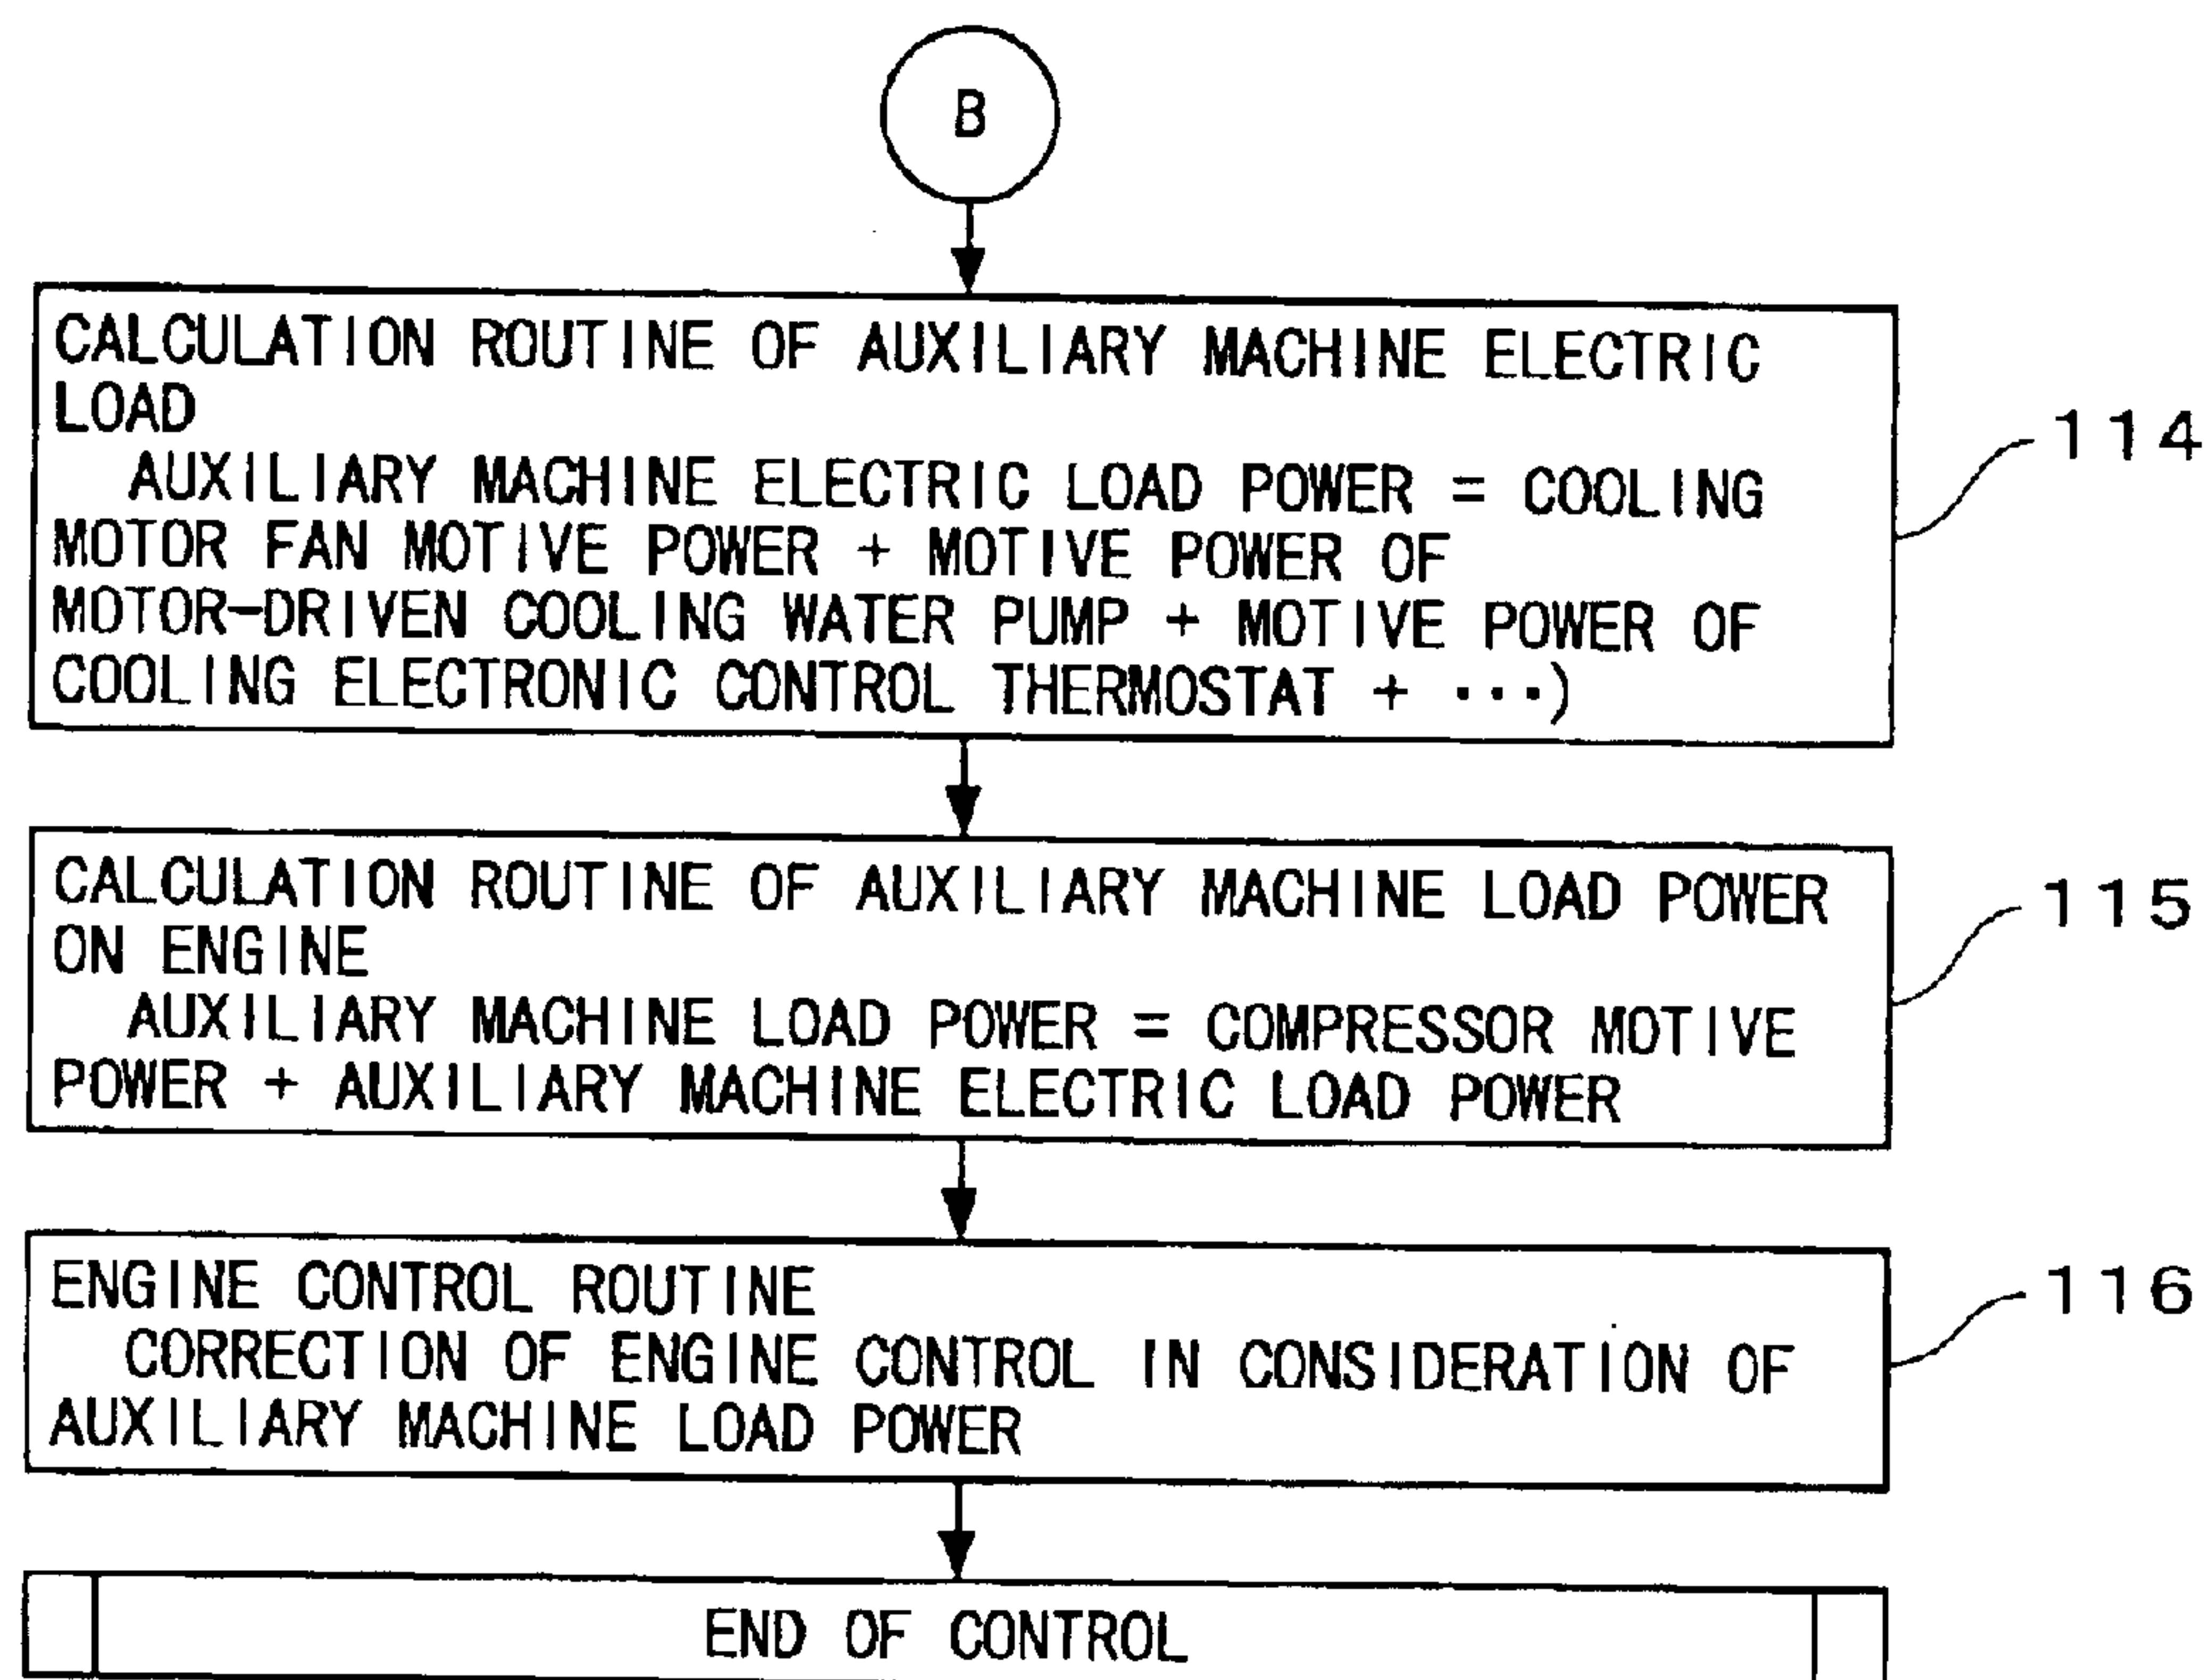 B
CALCULATION ROUTINE OF AUXILIARY MACHINE ELECTRIC
LOAD
AUXILIARY MACHINE ELECTRIC LOAD POWER = COOLING
MOTOR FAN MOTIVE POWER + MOTIVE POWER OF
MOTOR-DRIVEN COOLING WATER PUMP + MOTIVE POWER OF
COOLING ELECTRONIC CONTROL THERMOSTAT + ···)
114
CALCULATION ROUTINE OF AUXILIARY MACHINE LOAD POWER
ON ENGINE
AUXILIARY MACHINE LOAD POWER = COMPRESSOR MOTIVE
POWER + AUXILIARY MACHINE ELECTRIC LOAD POWER
115
ENGINE CONTROL ROUTINE
CORRECTION OF ENGINE CONTROL IN CONSIDERATION OF
AUXILIARY MACHINE LOAD POWER
116
END OF CONTROL